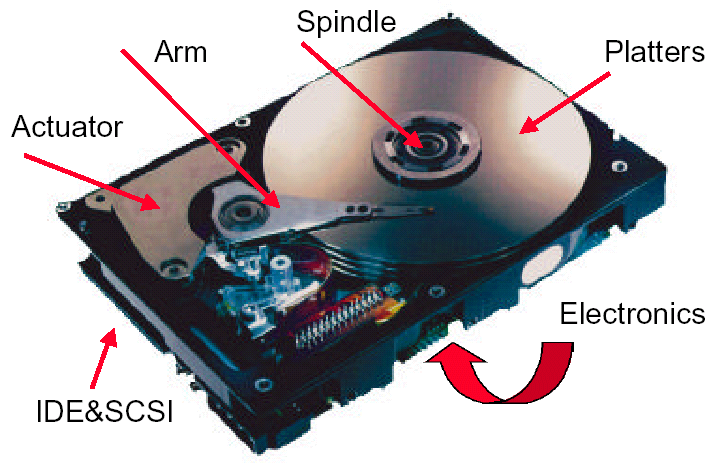 Spindle
Arm
Platters
Actuator
Electronics
IDE&SCSI